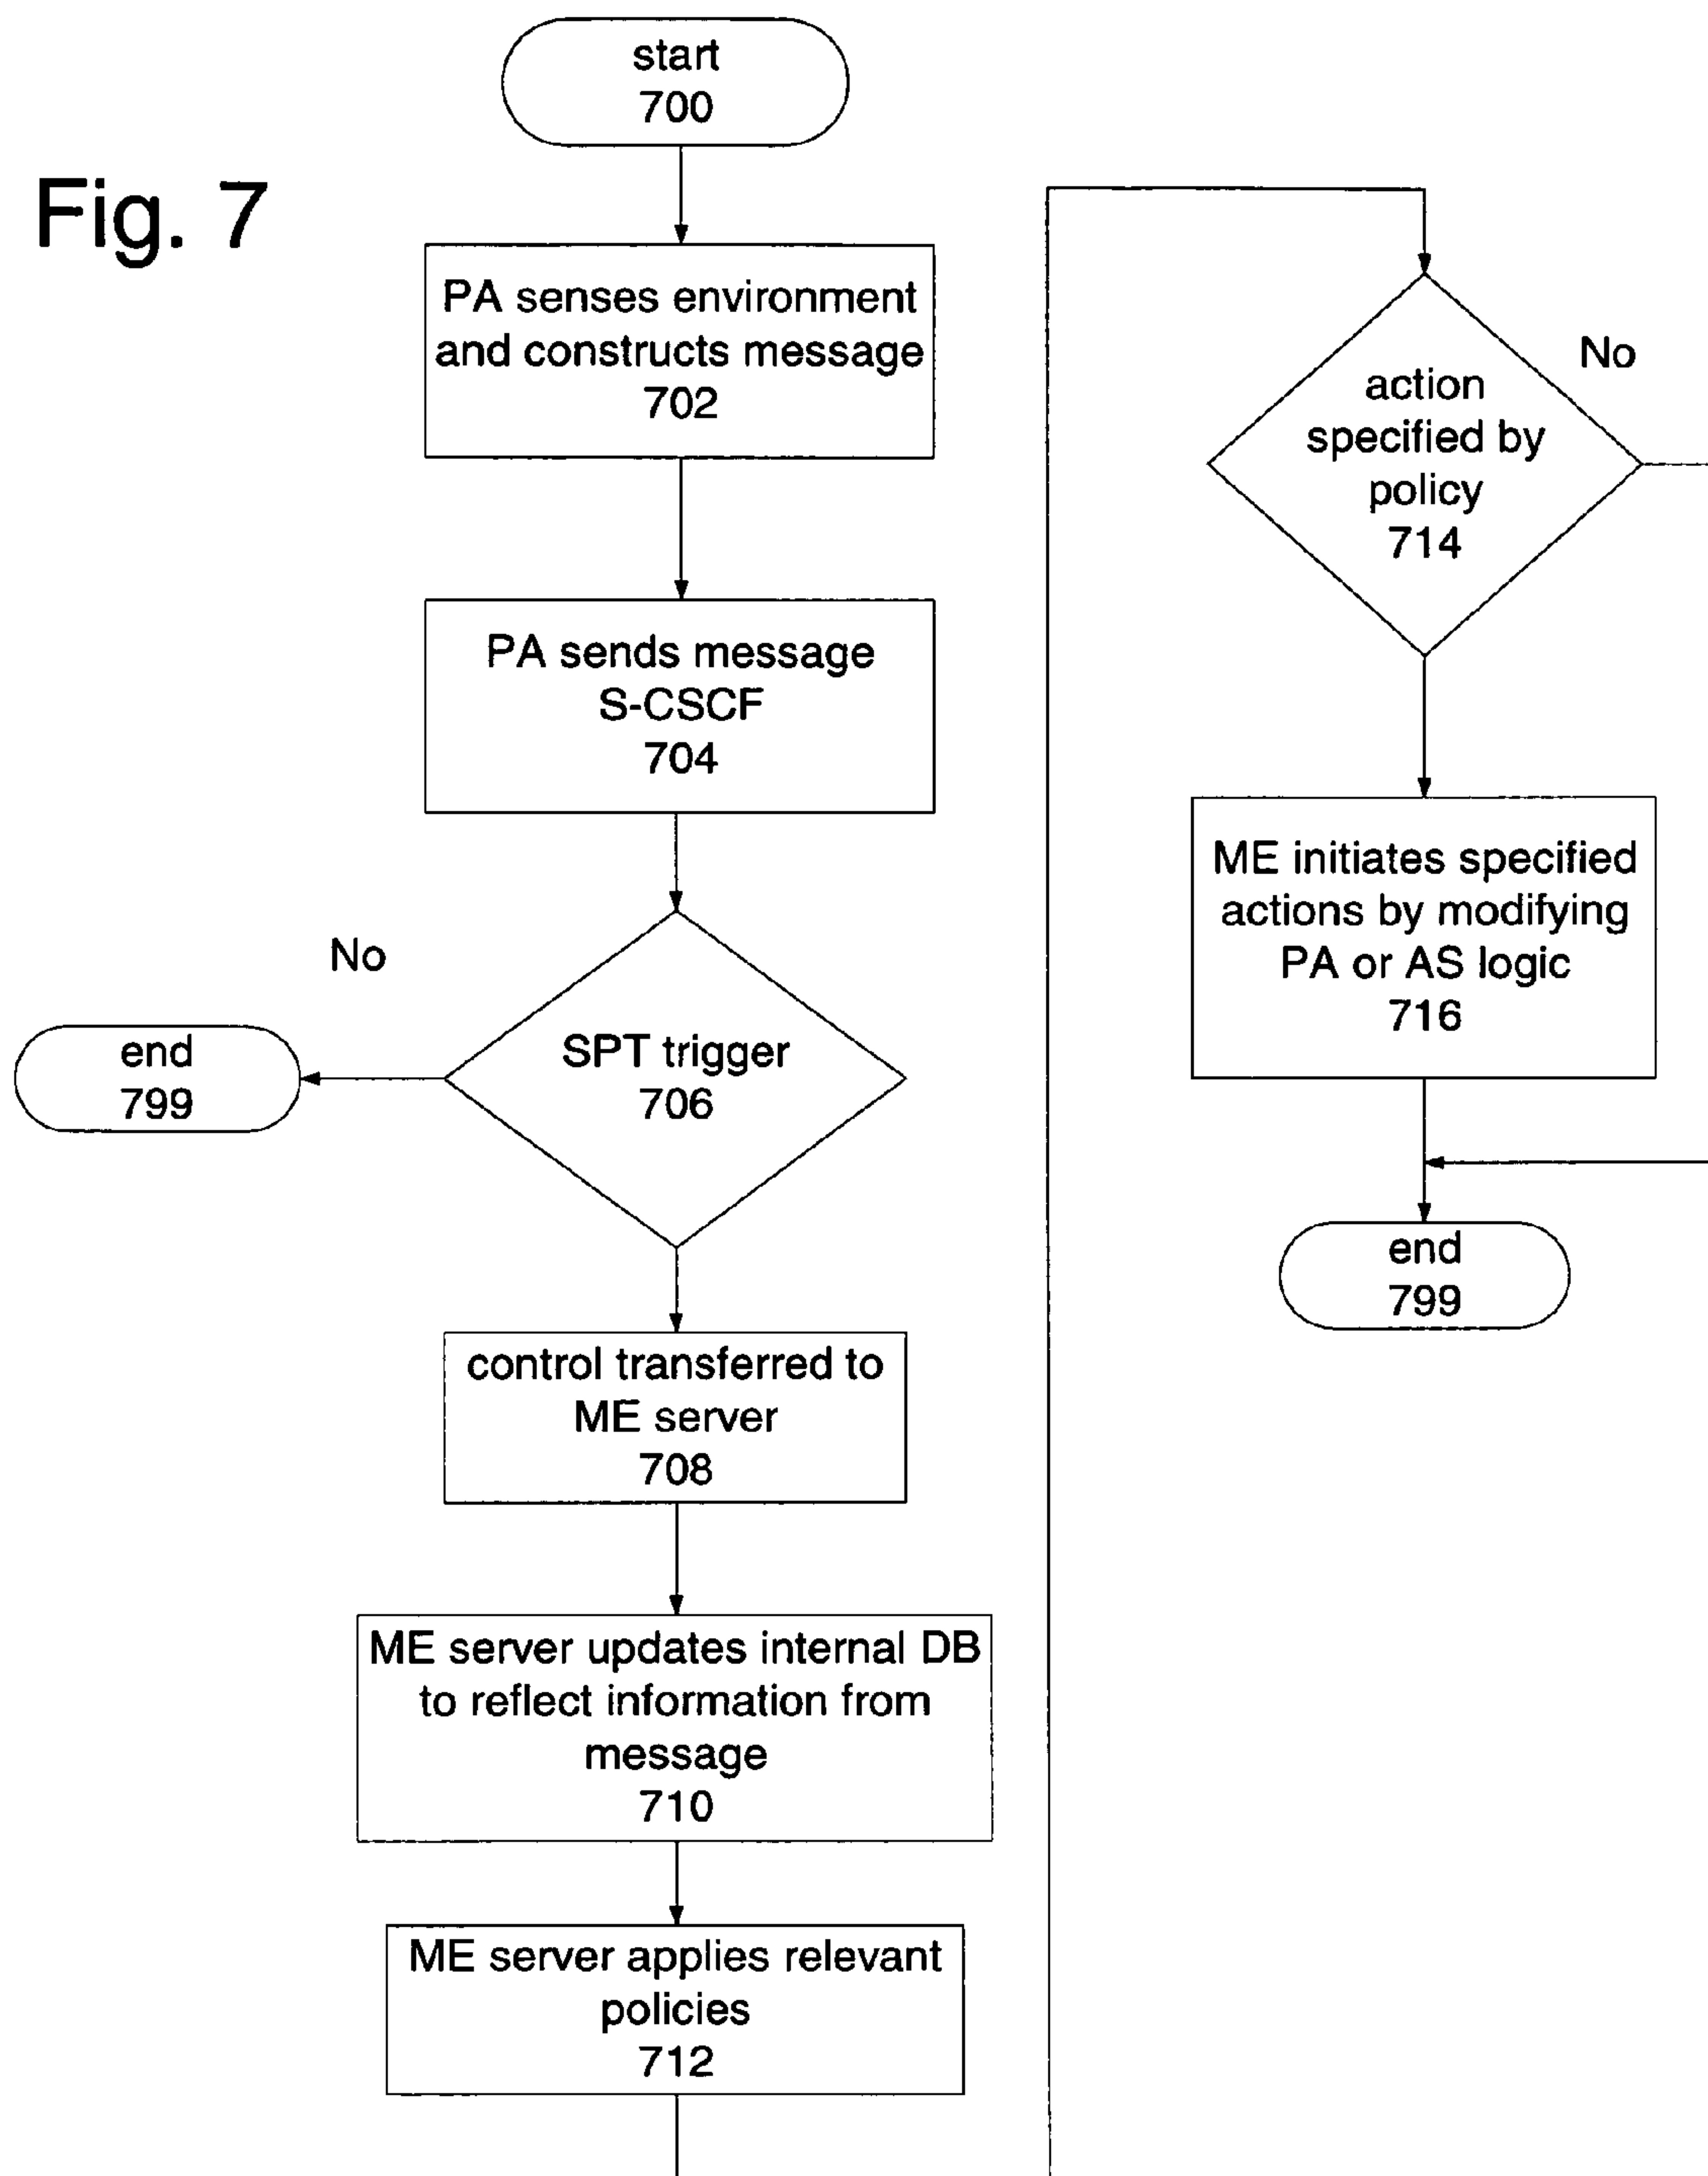 Fig. 7
start
700
PA senses environment
and constructs message
702
PA sends message
S-CSCF
704
No
SPT trigger
706
end
799
control transferred to
ME server
708
ME server updates internal DB
to reflect information from
message
710
ME server applies relevant
policies
712
No
action
specified by
policy
714
ME initiates specified
actions by modifying
PA or AS logic
716
end
799